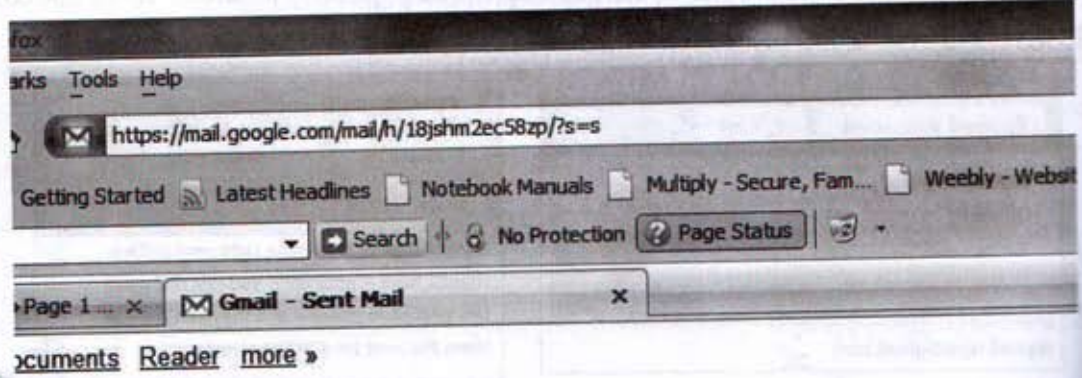 fox
arks Tools Help
https://mail.google.com/mail/h/18jshm2ec58zp/?s=s
Getting Started Latest Headlines Notebook Manuals Multiply - Secure, Fam... Weebly - Websit
Search No Protection Page Status
Page 1 ... × Gmail - Sent Mail ×
ocuments Reader more »